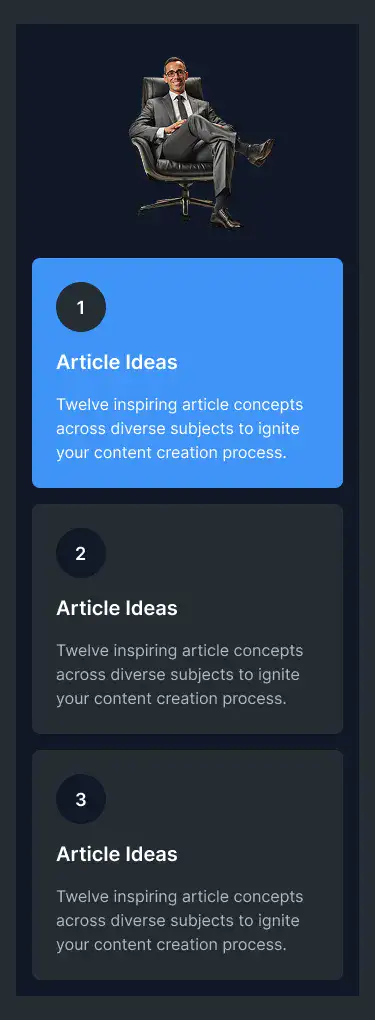 1
Article Ideas
Twelve inspiring article concepts
across diverse subjects to ignite
your content creation process.
2
Article Ideas
Twelve inspiring article concepts
across diverse subjects to ignite
your content creation process.
3
Article Ideas
Twelve inspiring article concepts
across diverse subjects to ignite
your content creation process.